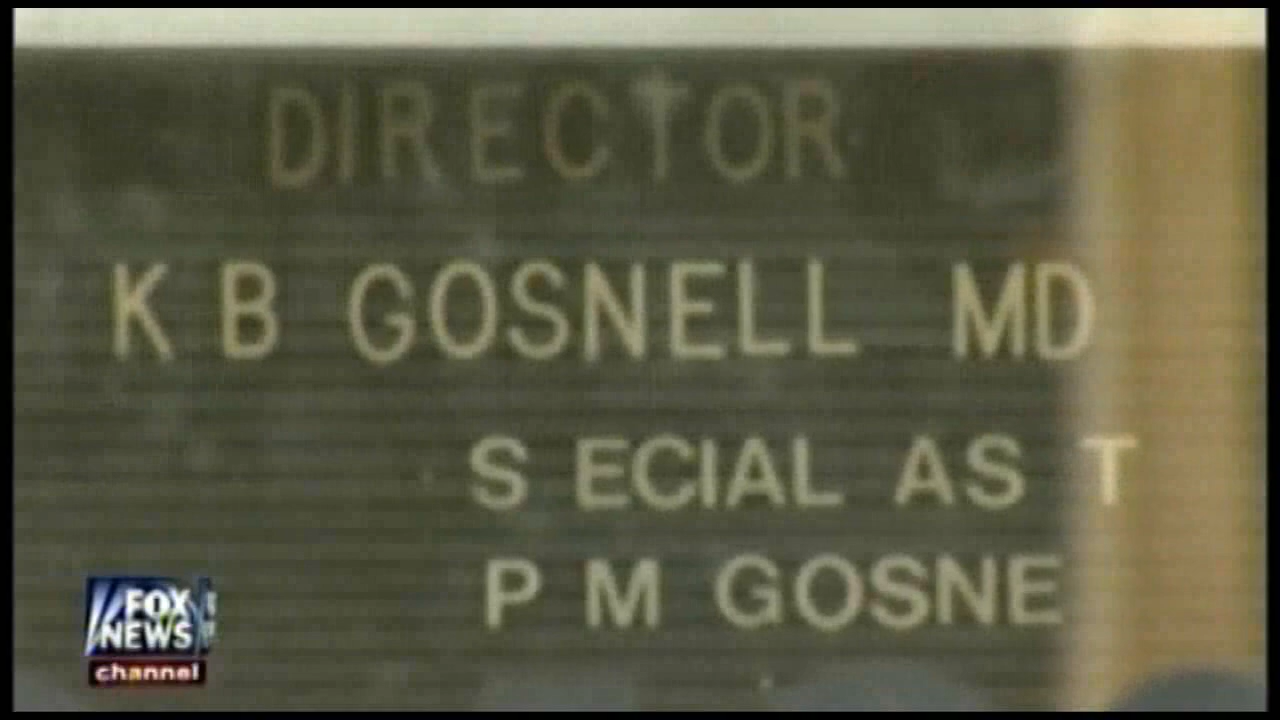 DIRECTOR
K B GOSNELL MD
S ECIAL AS T
P M GOSNE
FOX
NEWS
channel